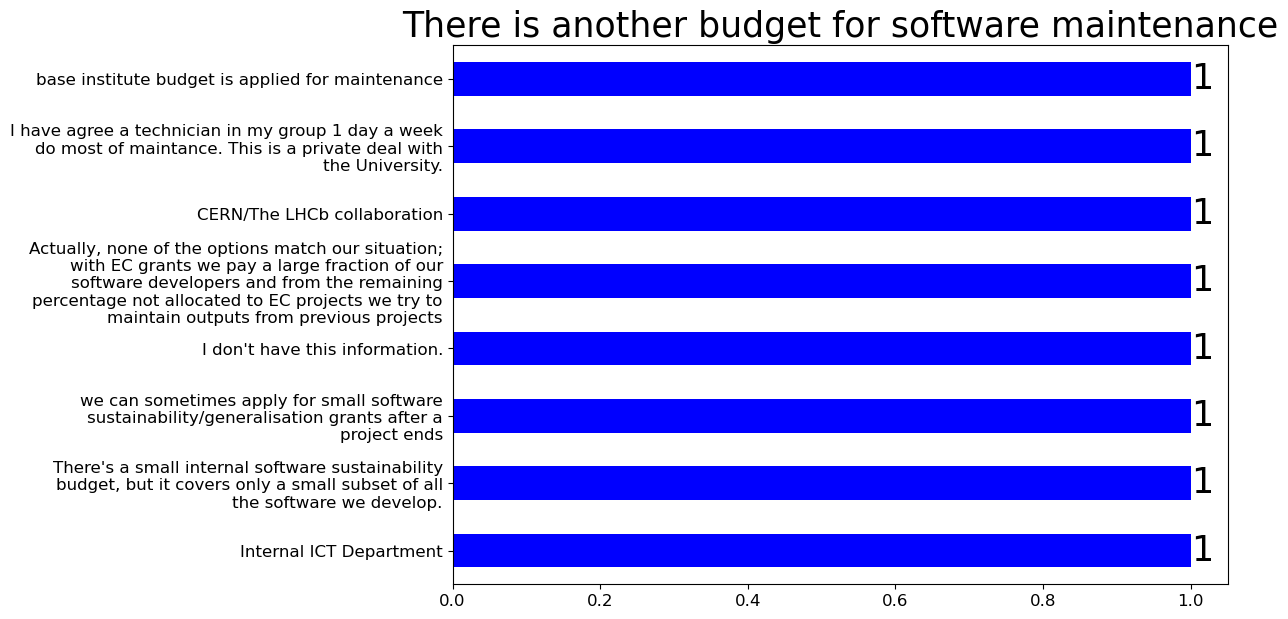 There is another budget for software maintenance
base institute budget is applied for maintenance
1
I have agree a technician in my group 1 day a week
do most of maintance. This is a private deal with
the University.
1
CERN/The LHCb collaboration
1
Actually, none of the options match our situation;
with EC grants we pay a large fraction of our
software developers and from the remaining
percentage not allocated to EC projects we try to
maintain outputs from previous projects
1
I don't have this information.
1
we can sometimes apply for small software
sustainability/generalisation grants after a
project ends
1
There's a small internal software sustainability
budget, but it covers only a small subset of all
the software we develop.
1
Internal ICT Department
1
0.0 0.2 0.4 0.6 0.8 1.0